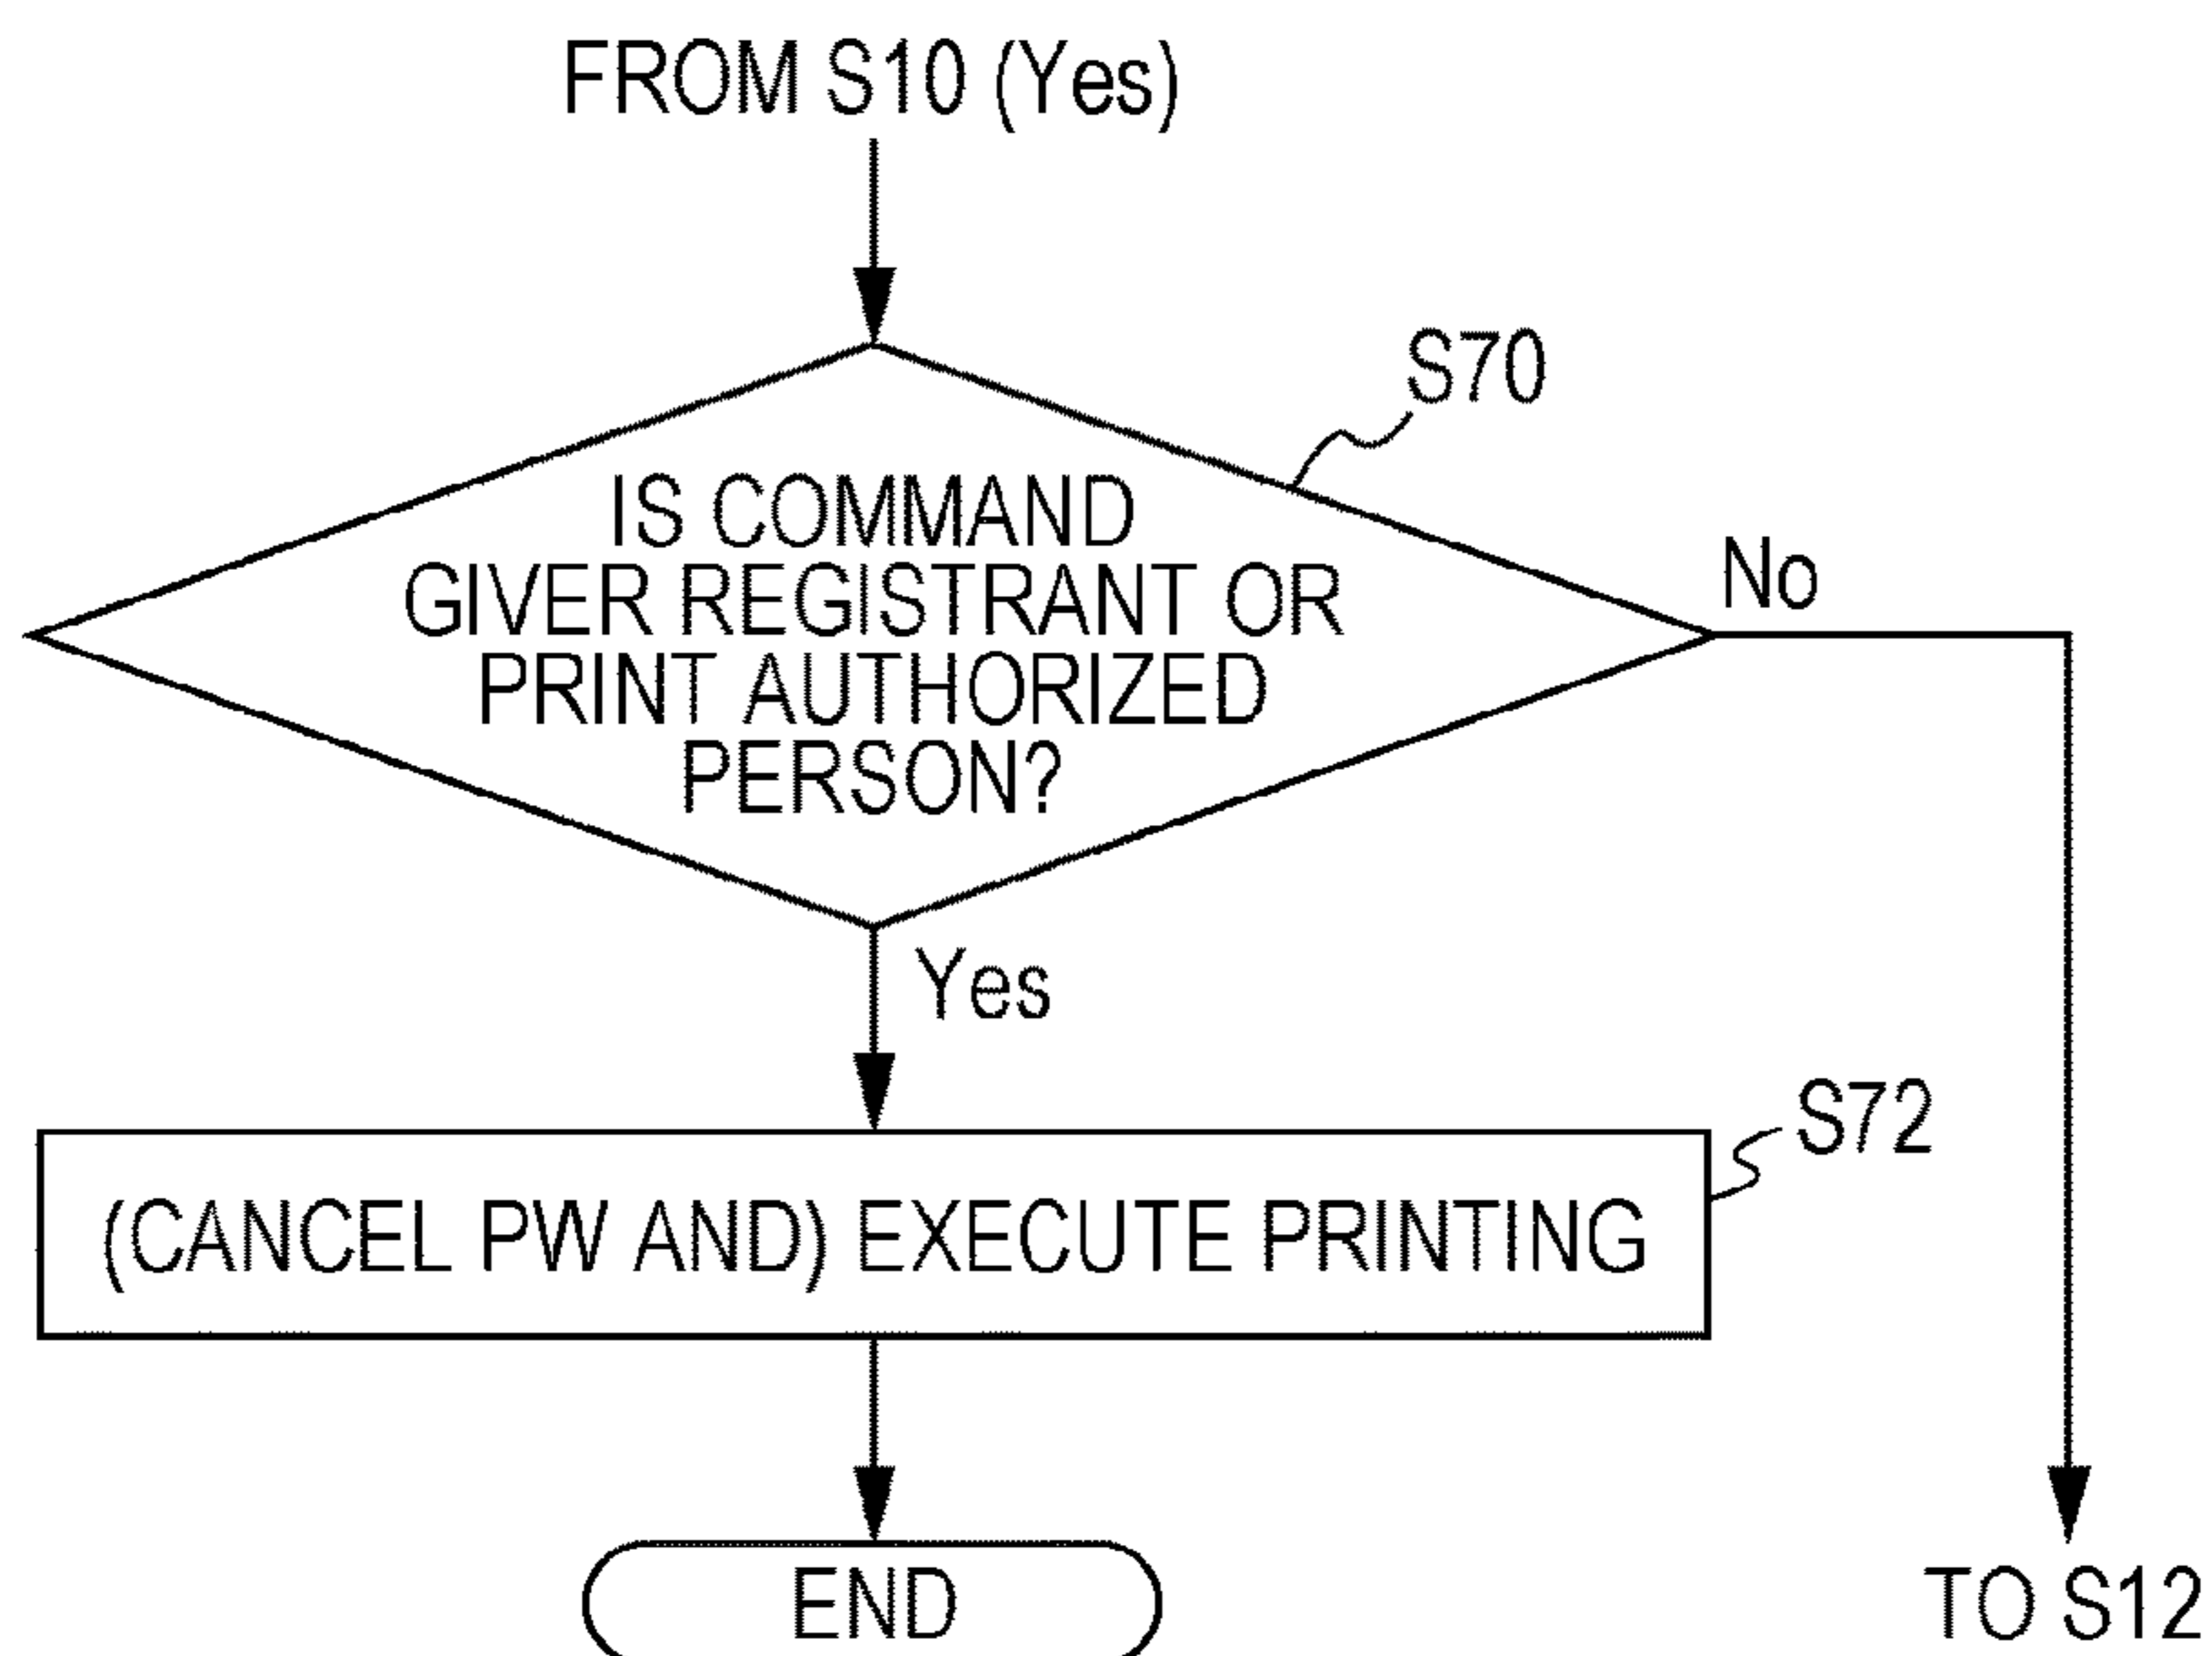 FROM S10 (Yes)
S70
IS COMMAND
GIVER REGISTRANT OR
PRINT AUTHORIZED
PERSON?
No
Yes
S72
(CANCEL PW AND) EXECUTE PRINTING
END
TO S12